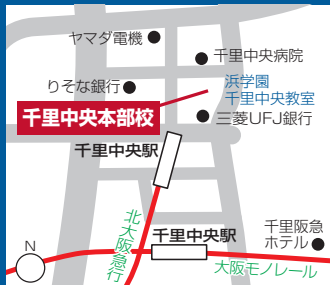 ヤマダ電機
千里中央病院
りそな銀行
浜学園
千里中央教室
千里中央本部校
三菱UFJ銀行
千里中央駅
北大阪急行
千里中央駅
千里阪急
ホテル
大阪モノレール
N